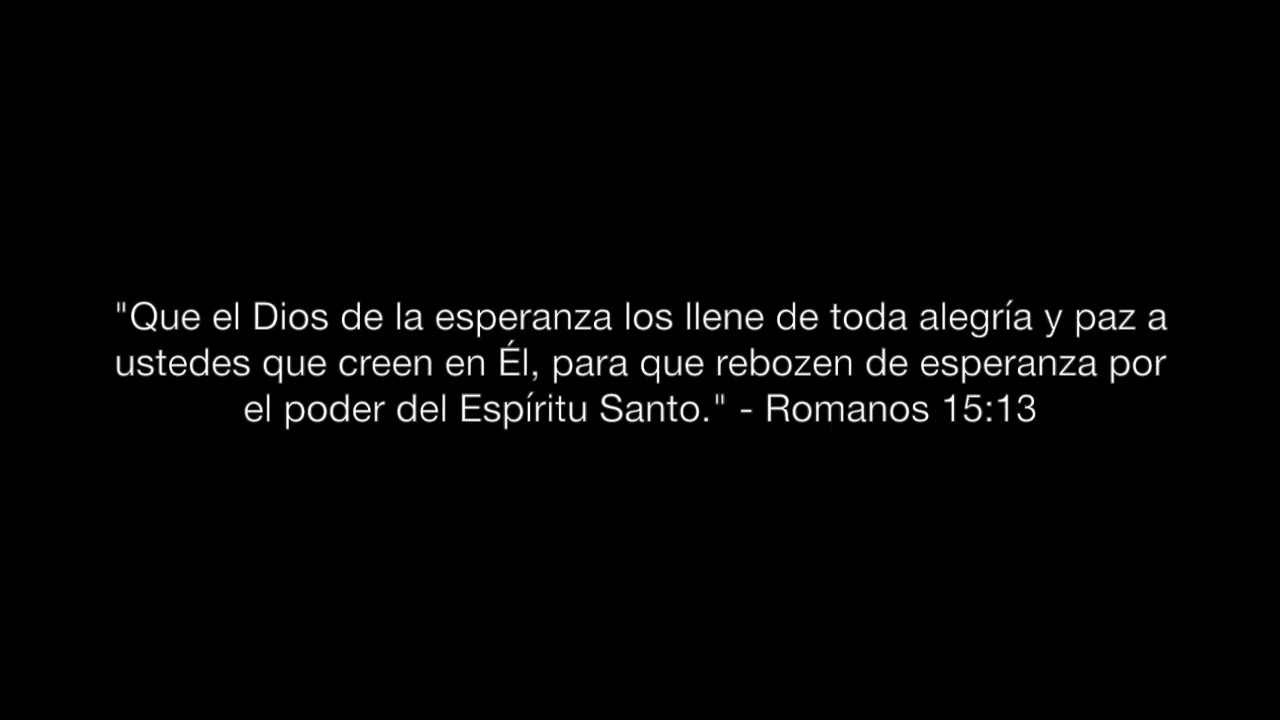 "Que el Dios de la esperanza los llene de toda alegría y paz a
ustedes que creen en Él, para que rebozen de esperanza por
el poder del Espíritu Santo." - Romanos 15:13